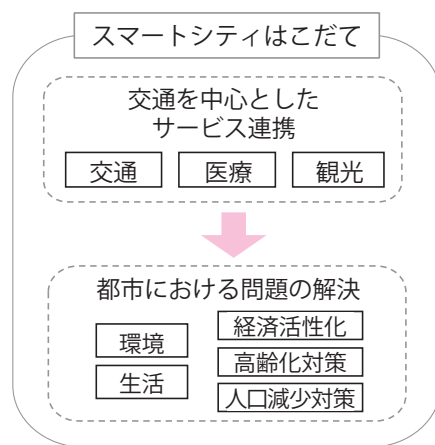 スマートシティはこだて
交通を中心とした
サービス連携
交通 医療 観光
都市における問題の解決
環境
生活
経済活性化
高齢化対策
人口減少対策